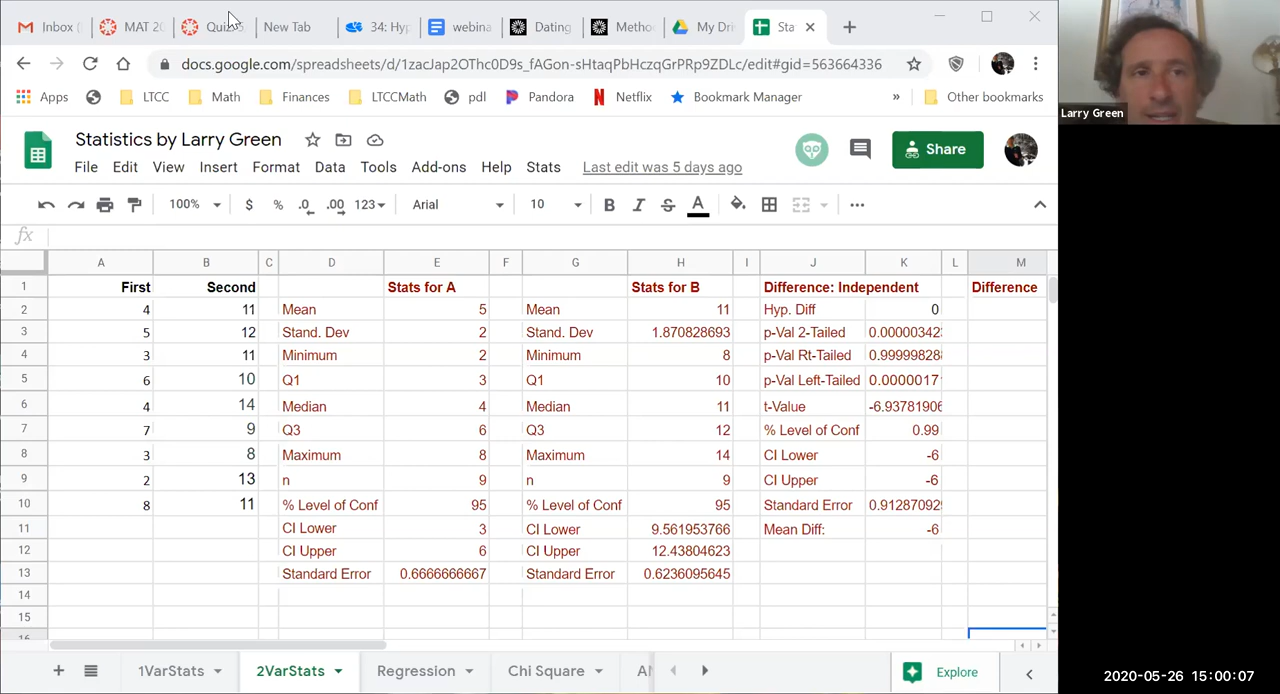 Inbox (
MAT 20
Quiz 5
New Tab
34: Hyp
webina
Dating
Metho
My Dri
Sta
docs.google.com/spreadsheets/d/1zacJap2OThc0D9s_fAGon-sHtaqPbHczqGrPRp9ZDLc/edit#gid=563664336
Apps
LTCC
Math
Finances
LTCCMath
pdl
Pandora
Netflix
Bookmark Manager
»
Other bookmarks
Larry Green
Statistics by Larry Green
File Edit View Insert Format Data Tools Add-ons Help Stats Last edit was 5 days ago
Share
100% $ % .0 .00 123 Arial 10 B I S A
fx
A B C D E F G H I J K L M
1 First Second Stats for A Stats for B Difference: Independent Difference
2 4 11 Mean 5 Mean 11 Hyp. Diff 0
3 5 12 Stand. Dev 2 Stand. Dev 1.870828693 p-Val 2-Tailed 0.000003423
4 3 11 Minimum 2 Minimum 8 p-Val Rt-Tailed 0.999998288
5 6 10 Q1 3 Q1 10 p-Val Left-Tailed 0.00000171
6 4 14 Median 4 Median 11 t-Value -6.93781906
7 7 9 Q3 6 Q3 12 % Level of Conf 0.99
8 3 8 Maximum 8 Maximum 14 CI Lower -6
9 2 13 n 9 n 9 CI Upper -6
10 8 11 % Level of Conf 95 % Level of Conf 95 Standard Error 0.912870929
11 CI Lower 3 CI Lower 9.561953766 Mean Diff: -6
12 CI Upper 6 CI Upper 12.43804623
13 Standard Error 0.6666666667 Standard Error 0.6236095645
14
15
16
1VarStats 2VarStats Regression Chi Square
Explore
2020-05-26 15:00:07